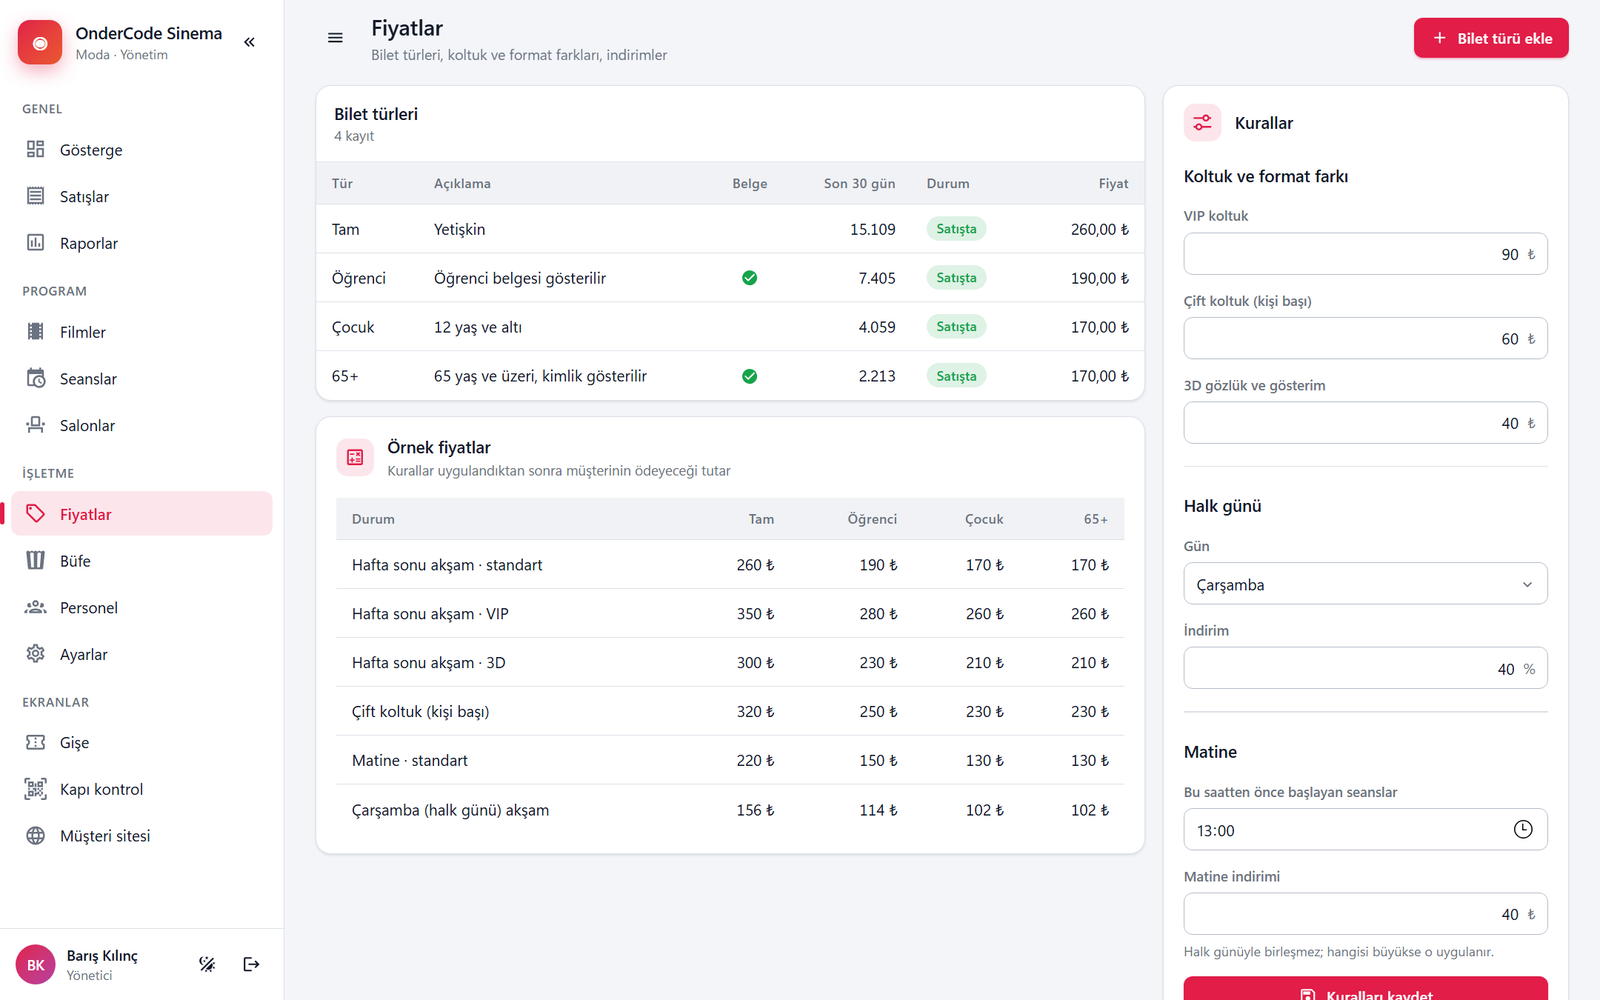 OnderCode Sinema
Moda · Yönetim
GENEL
Gösterge
Satışlar
Raporlar
PROGRAM
Filmler
Seanslar
Salonlar
İŞLETME
Fiyatlar
Büfe
Personel
Ayarlar
EKRANLAR
Gişe
Kapı kontrol
Müşteri sitesi
BK
Barış Kılınç
Yönetici
Fiyatlar
Bilet türleri, koltuk ve format farkları, indirimler
+ Bilet türü ekle
Bilet türleri
4 kayıt
Tür Açıklama Belge Son 30 gün Durum Fiyat
Tam Yetişkin 15.109 Satışta 260,00 ₺
Öğrenci Öğrenci belgesi gösterilir 7.405 Satışta 190,00 ₺
Çocuk 12 yaş ve altı 4.059 Satışta 170,00 ₺
65+ 65 yaş ve üzeri, kimlik gösterilir 2.213 Satışta 170,00 ₺
Örnek fiyatlar
Kurallar uygulandıktan sonra müşterinin ödeyeceği tutar
Durum Tam Öğrenci Çocuk 65+
Hafta sonu akşam · standart 260 ₺ 190 ₺ 170 ₺ 170 ₺
Hafta sonu akşam · VIP 350 ₺ 280 ₺ 260 ₺ 260 ₺
Hafta sonu akşam · 3D 300 ₺ 230 ₺ 210 ₺ 210 ₺
Çift koltuk (kişi başı) 320 ₺ 250 ₺ 230 ₺ 230 ₺
Matine · standart 220 ₺ 150 ₺ 130 ₺ 130 ₺
Çarşamba (halk günü) akşam 156 ₺ 114 ₺ 102 ₺ 102 ₺
Kurallar
Koltuk ve format farkı
VIP koltuk
90 ₺
Çift koltuk (kişi başı)
60 ₺
3D gözlük ve gösterim
40 ₺
Halk günü
Gün
Çarşamba
İndirim
40 %
Matine
Bu saatten önce başlayan seanslar
13:00
Matine indirimi
40 ₺
Halk günüyle birleşmez; hangisi büyükse o uygulanır.
Kuralları kaydet